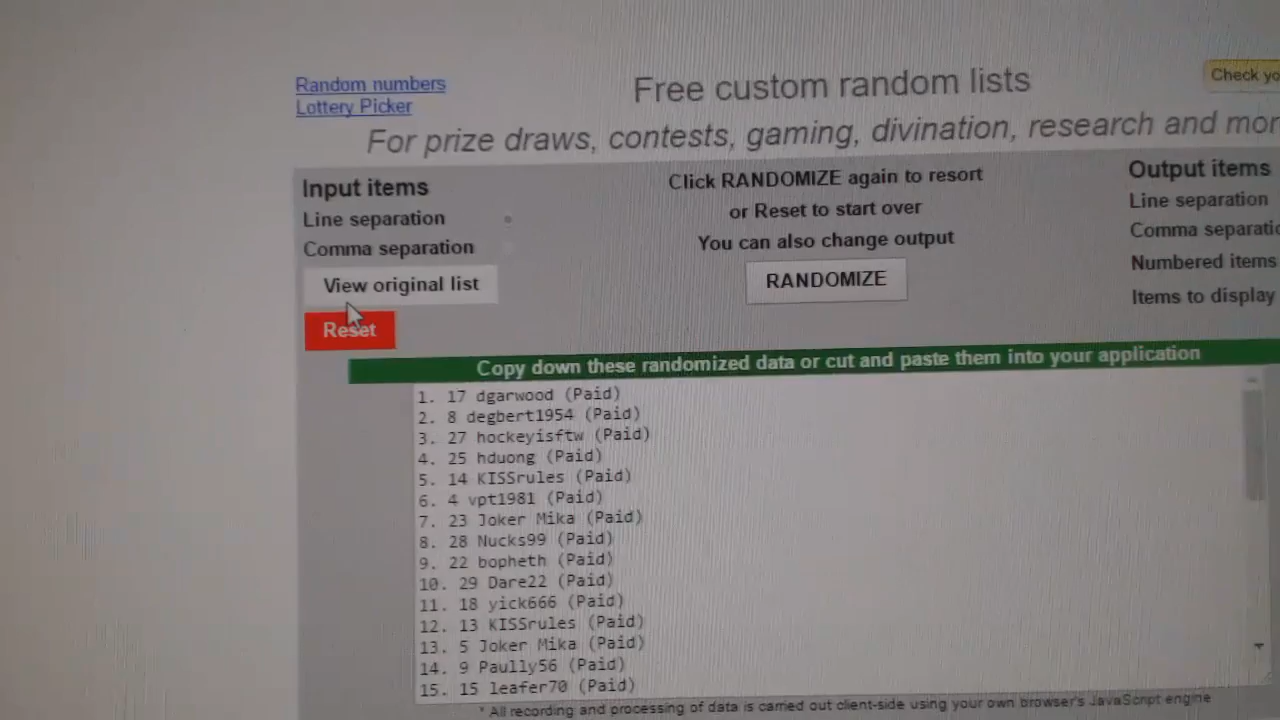 Random numbers
Lottery Picker
Free custom random lists
Check yo
For prize draws, contests, gaming, divination, research and mor
Input items
Line separation
Comma separation
View original list
Reset
Click RANDOMIZE again to resort
or Reset to start over
You can also change output
RANDOMIZE
Output items
Line separation
Comma separatic
Numbered items
Items to display
Copy down these randomized data or cut and paste them into your application
1. 17 dgarwood (Paid)
2. 8 degbert1954 (Paid)
3. 27 hockeyisftw (Paid)
4. 25 hduong (Paid)
5. 14 KISSrules (Paid)
6. 4 vpt1981 (Paid)
7. 23 Joker Mika (Paid)
8. 28 Nucks99 (Paid)
9. 22 bopheth (Paid)
10. 29 Dare22 (Paid)
11. 18 yick666 (Paid)
12. 13 KISSrules (Paid)
13. 5 Joker Mika (Paid)
14. 9 Paully56 (Paid)
15. 15 leafer70 (Paid)
* All recording and processing of data is carried out client-side using your own browser's JavaScript engine